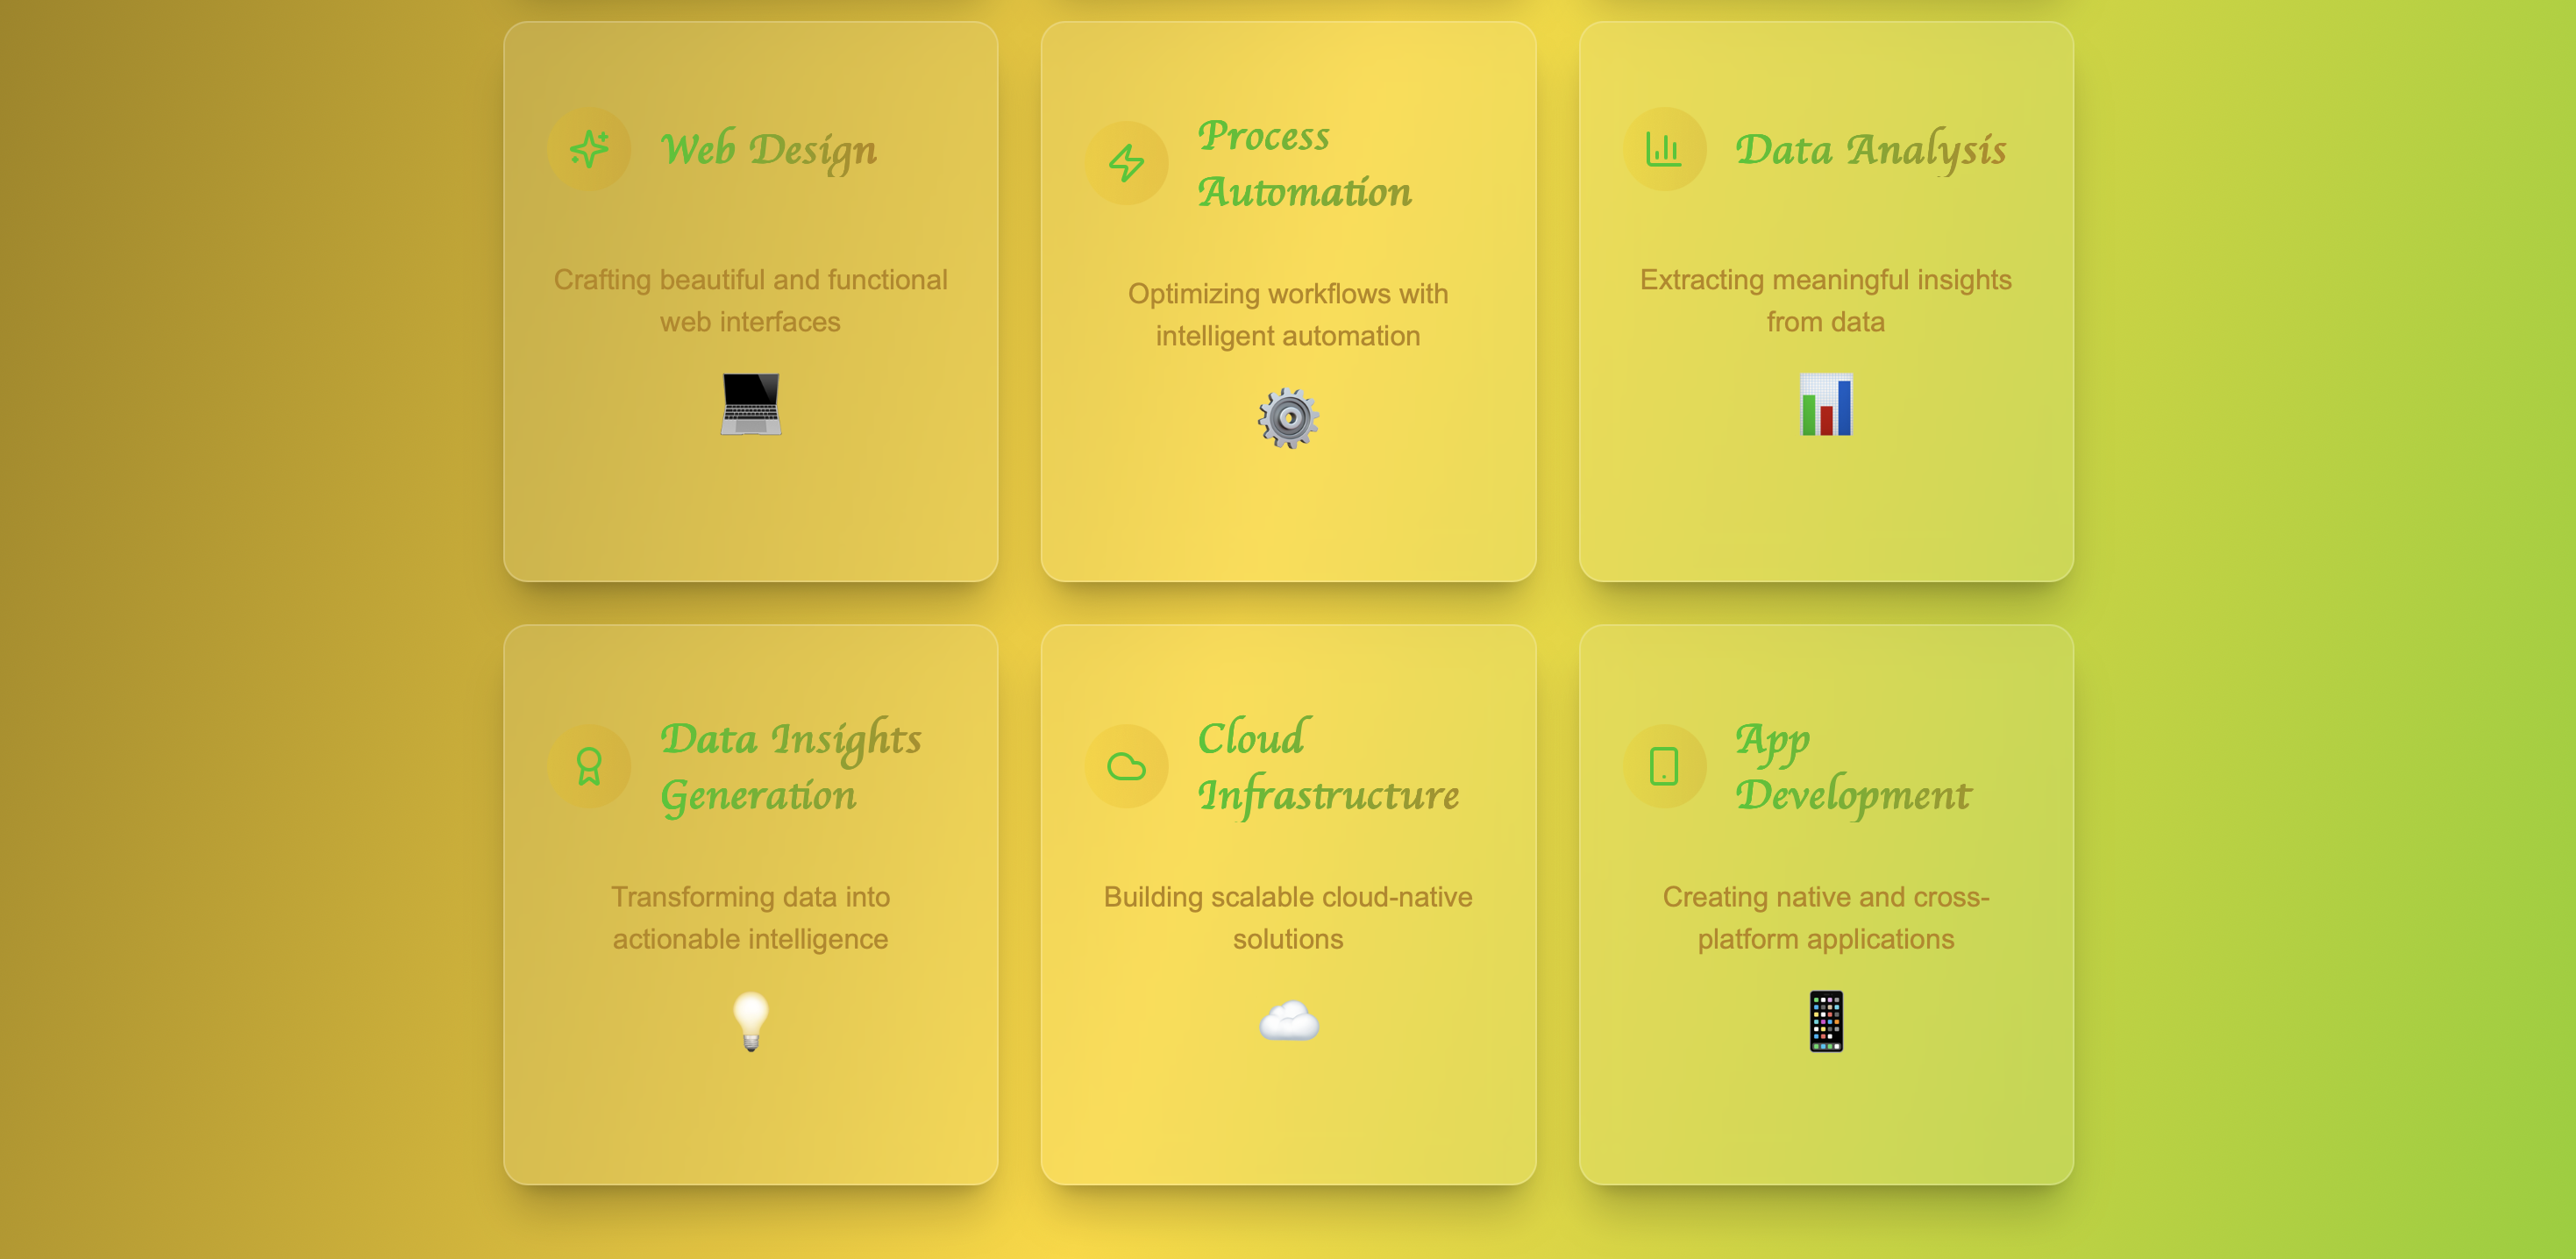 Web Design
Crafting beautiful and functional
web interfaces
Process
Automation
Optimizing workflows with
intelligent automation
Data Analysis
Extracting meaningful insights
from data
Data Insights
Generation
Transforming data into
actionable intelligence
Cloud
Infrastructure
Building scalable cloud-native
solutions
App
Development
Creating native and cross-
platform applications